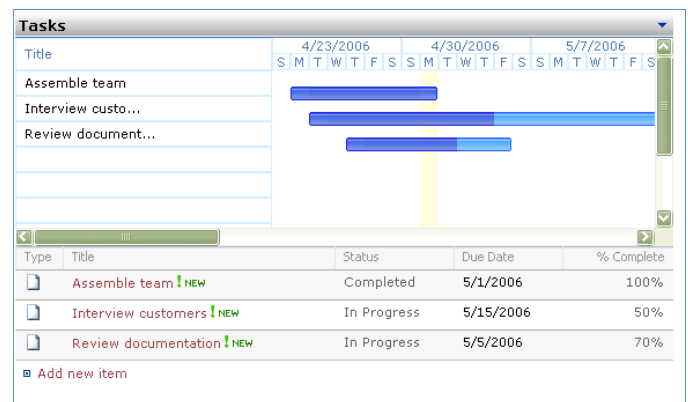 Tasks
Title
4/23/2006 4/30/2006 5/7/2006
S M T W T F S S M T W T F S S M T W T F S
Assemble team
Interview custo...
Review document...
Type Title Status Due Date % Complete
Assemble team ! NEW Completed 5/1/2006 100%
Interview customers ! NEW In Progress 5/15/2006 50%
Review documentation ! NEW In Progress 5/5/2006 70%
Add new item